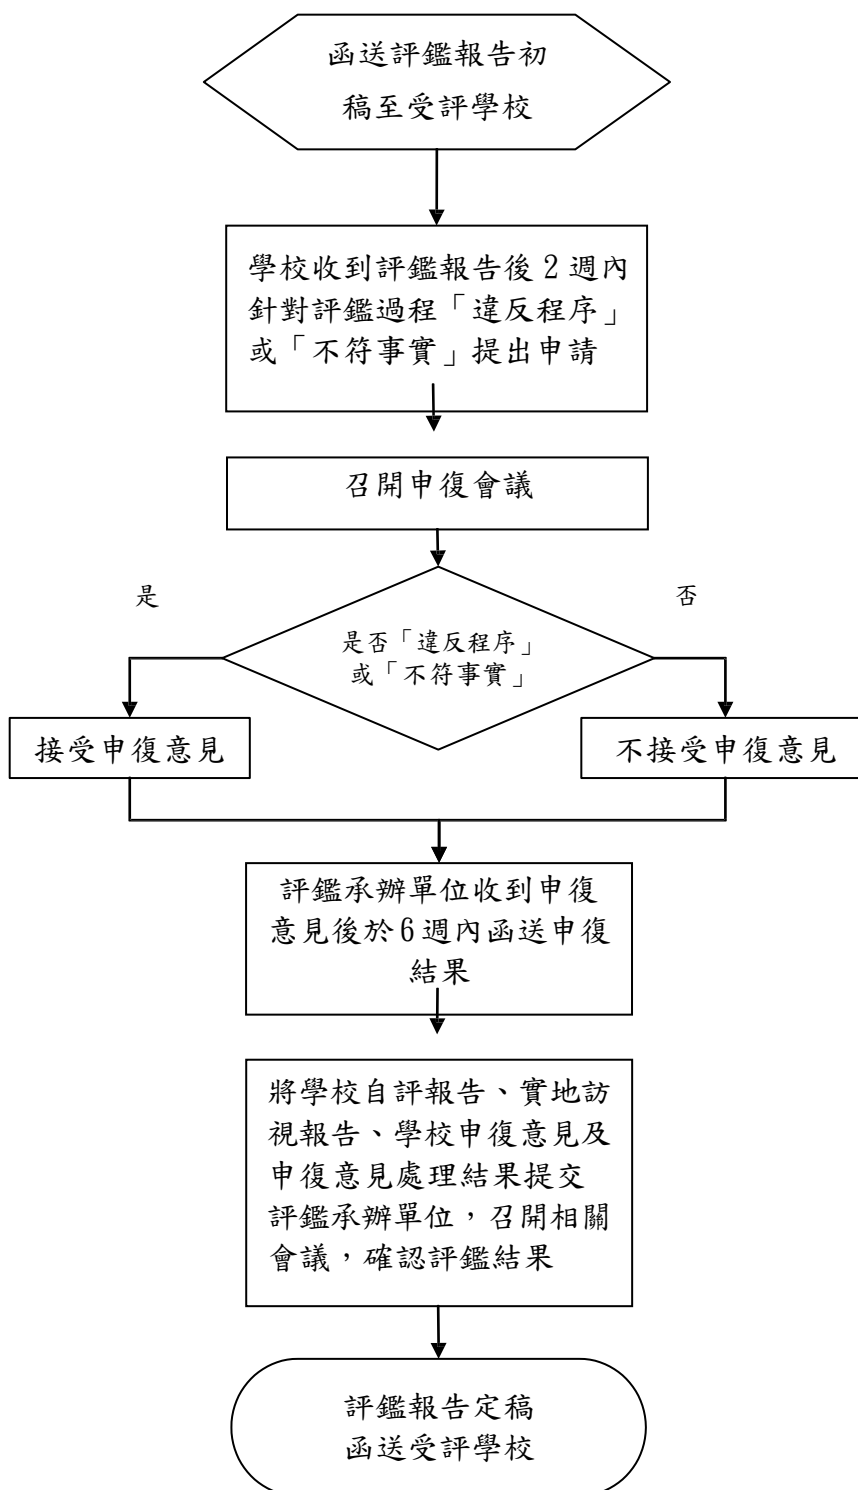 函送評鑑報告初
稿至受評學校
學校收到評鑑報告後 2 週內
針對評鑑過程「違反程序」
或「不符事實」提出申請
召開申復會議
是
否
是否「違反程序」
或「不符事實」
接受申復意見
不接受申復意見
評鑑承辦單位收到申復
意見後於6週內函送申復
結果
將學校自評報告、實地訪
視報告、學校申復意見及
申復意見處理結果提交
評鑑承辦單位，召開相關
會議，確認評鑑結果
評鑑報告定稿
函送受評學校